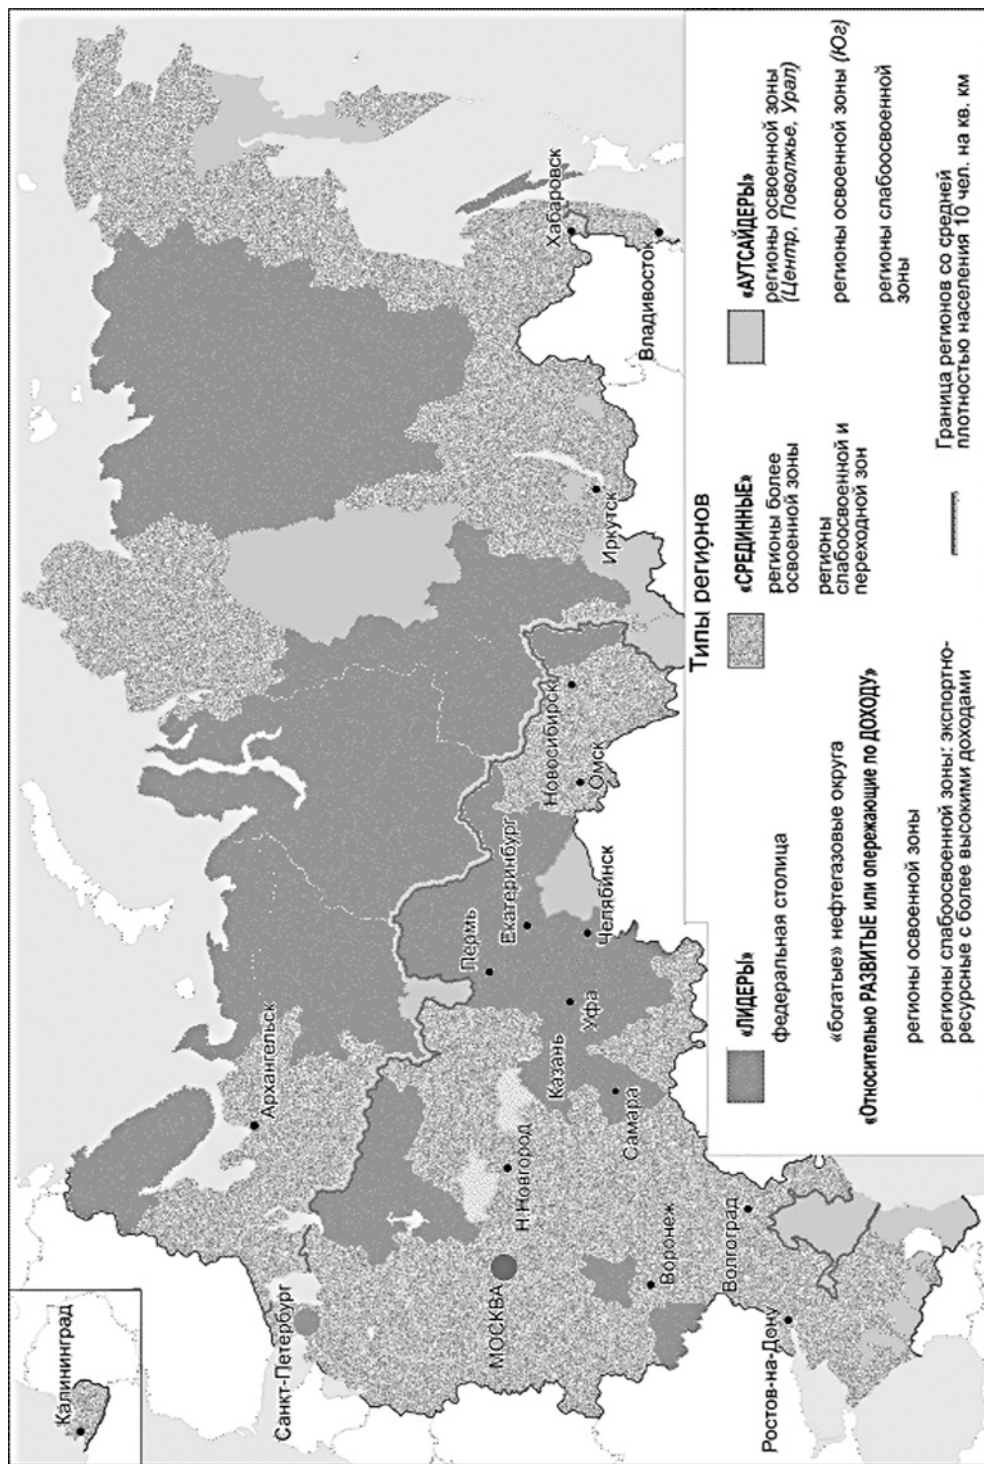 Калининград
Санкт-Петербург
Архангельск
МОСКВА
Н.Новгород
Казань
Пермь
Екатеринбург
Уфа
Челябинск
Самара
Воронеж
Волгоград
Ростов-на-Дону
Омск
Новосибирск
Иркутск
Хабаровск
Владивосток
Типы регионов
«ЛИДЕРЫ»
федеральная столица
«богатые» нефтегазовые округа
«Относительно РАЗВИТЫЕ или опережающие по ДОХОДУ»
регионы освоенной зоны
регионы слабоосвоенной зоны: экспортно-
ресурсные с более высокими доходами
«СРЕДИННЫЕ»
регионы более
освоенной зоны
регионы
слабоосвоенной и
переходной зон
«АУТСАЙДЕРЫ»
регионы освоенной зоны
(Центр, Поволжье, Урал)
регионы освоенной зоны (Юг)
регионы слабоосвоенной
зоны
Граница регионов со средней
плотностью населения 10 чел. на кв. км